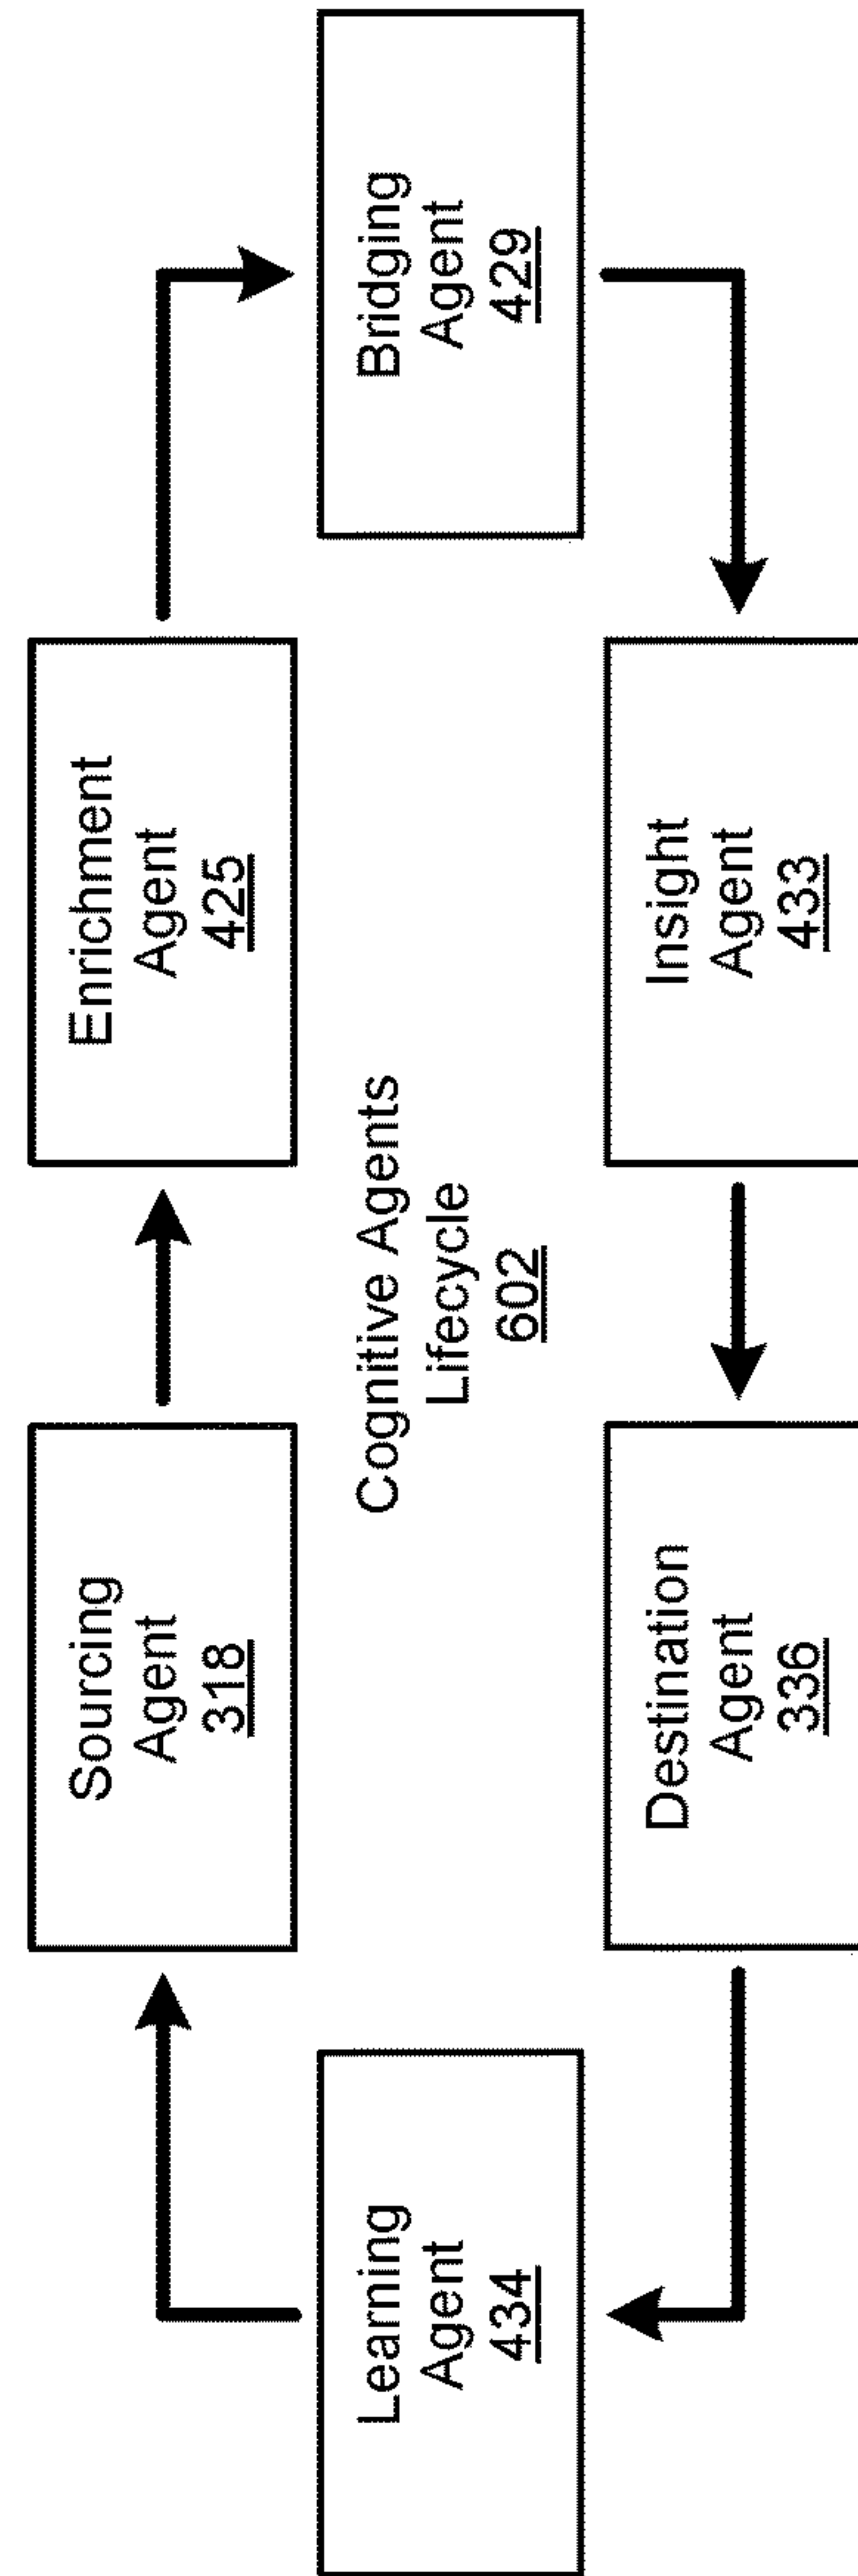 Sourcing
Agent
318
Enrichment
Agent
425
Learning
Agent
434
Cognitive Agents
Lifecycle
602
Bridging
Agent
429
Destination
Agent
336
Insight
Agent
433